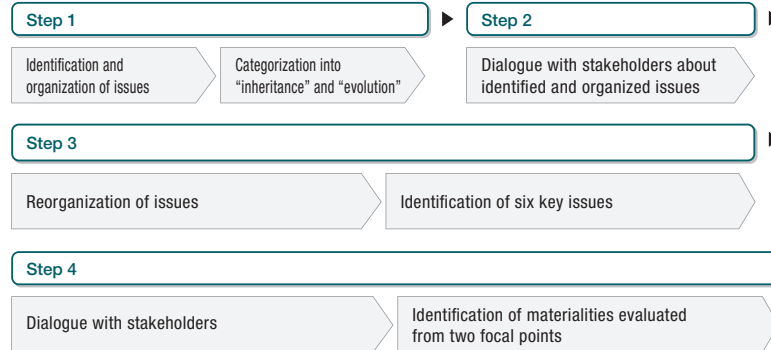 Step 1
Identification and
organization of issues
Categorization into
“inheritance” and “evolution”
Step 2
Dialogue with stakeholders about
identified and organized issues
Step 3
Reorganization of issues
Identification of six key issues
Step 4
Dialogue with stakeholders
Identification of materialities evaluated
from two focal points